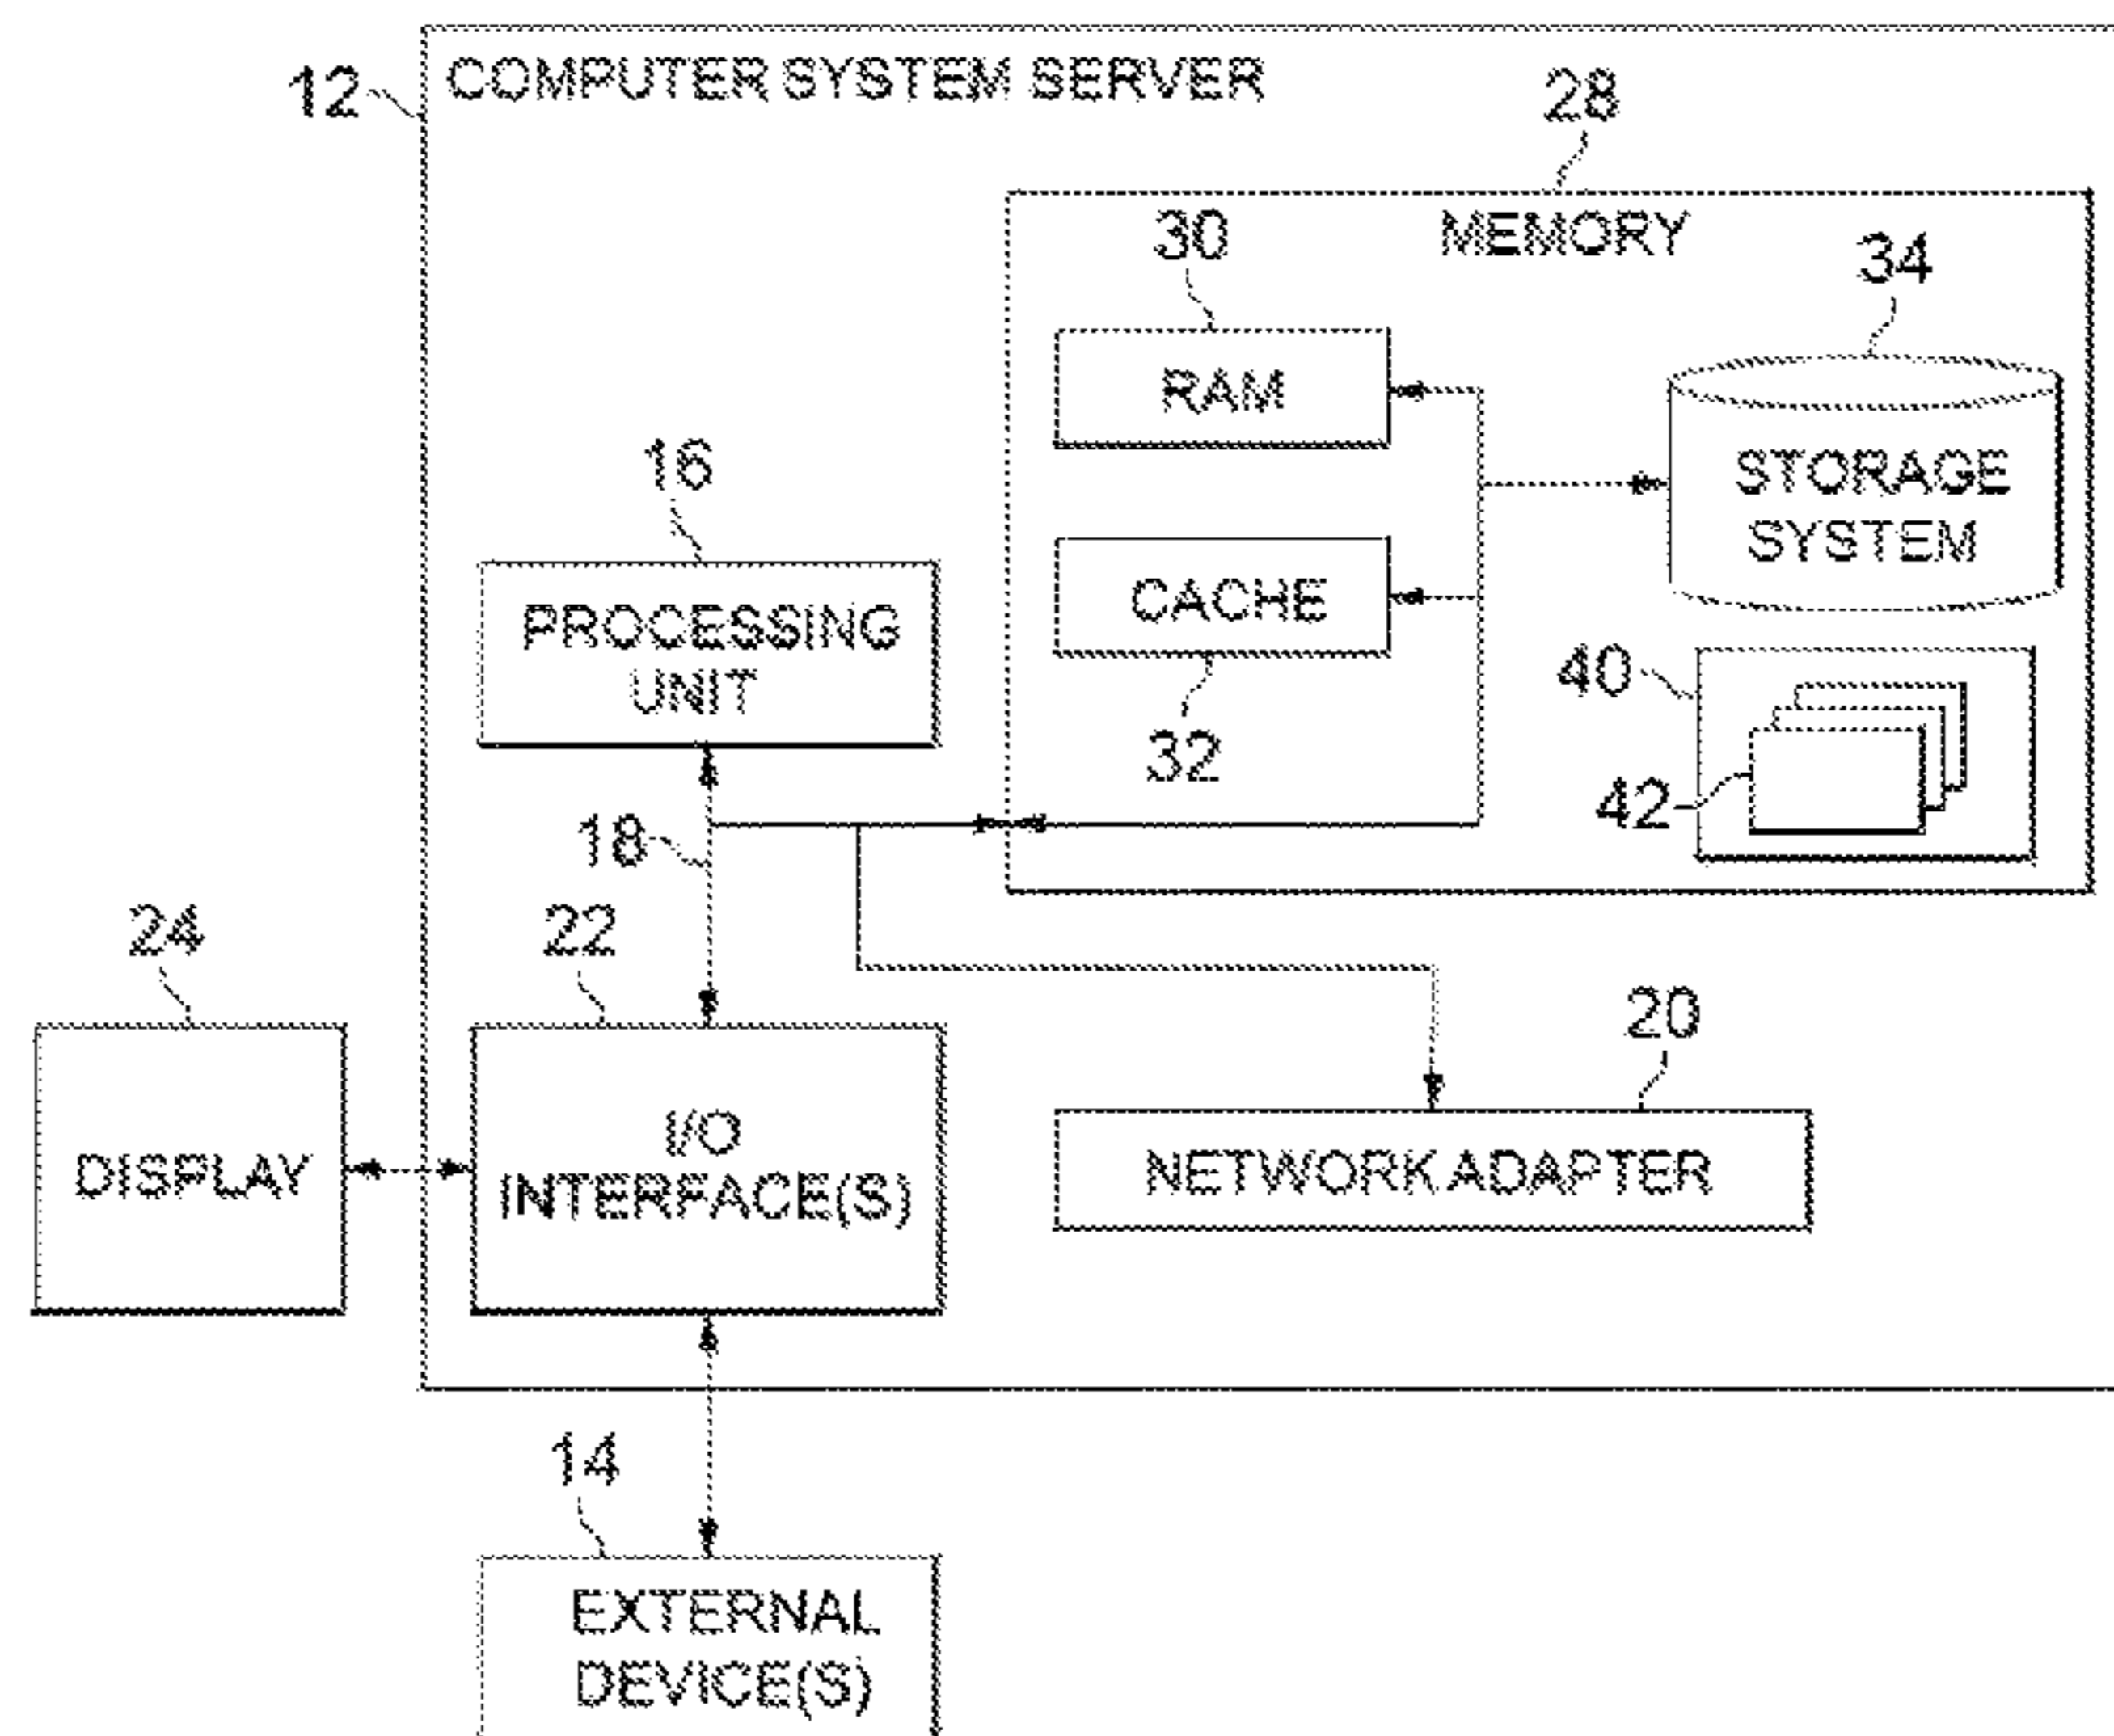 12
COMPUTER SYSTEM SERVER
28
MEMORY
30
34
RAM
16
STORAGE
SYSTEM
PROCESSING
UNIT
CACHE
40
32
42
18
24
22
20
DISPLAY
I/O
INTERFACE(S)
NETWORK ADAPTER
14
EXTERNAL
DEVICE(S)